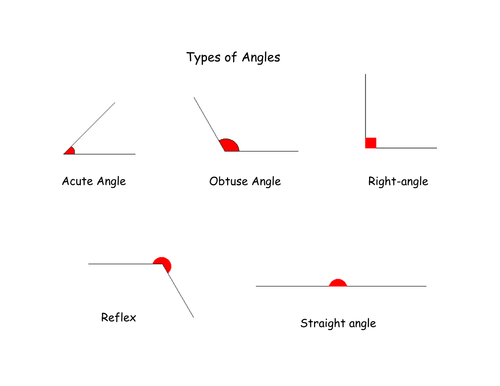 Types of Angles
Acute Angle
Obtuse Angle
Right-angle
Reflex
Straight angle